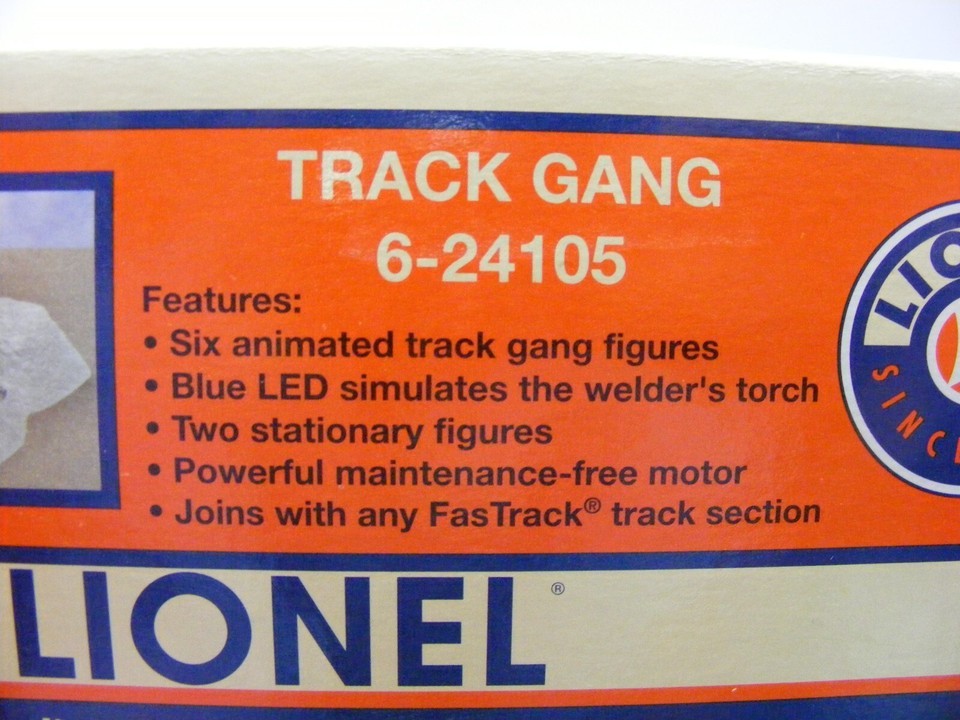 TRACK GANG
6-24105
Features:
• Six animated track gang figures
• Blue LED simulates the welder's torch
• Two stationary figures
• Powerful maintenance-free motor
• Joins with any FasTrack® track section
LIONEL®